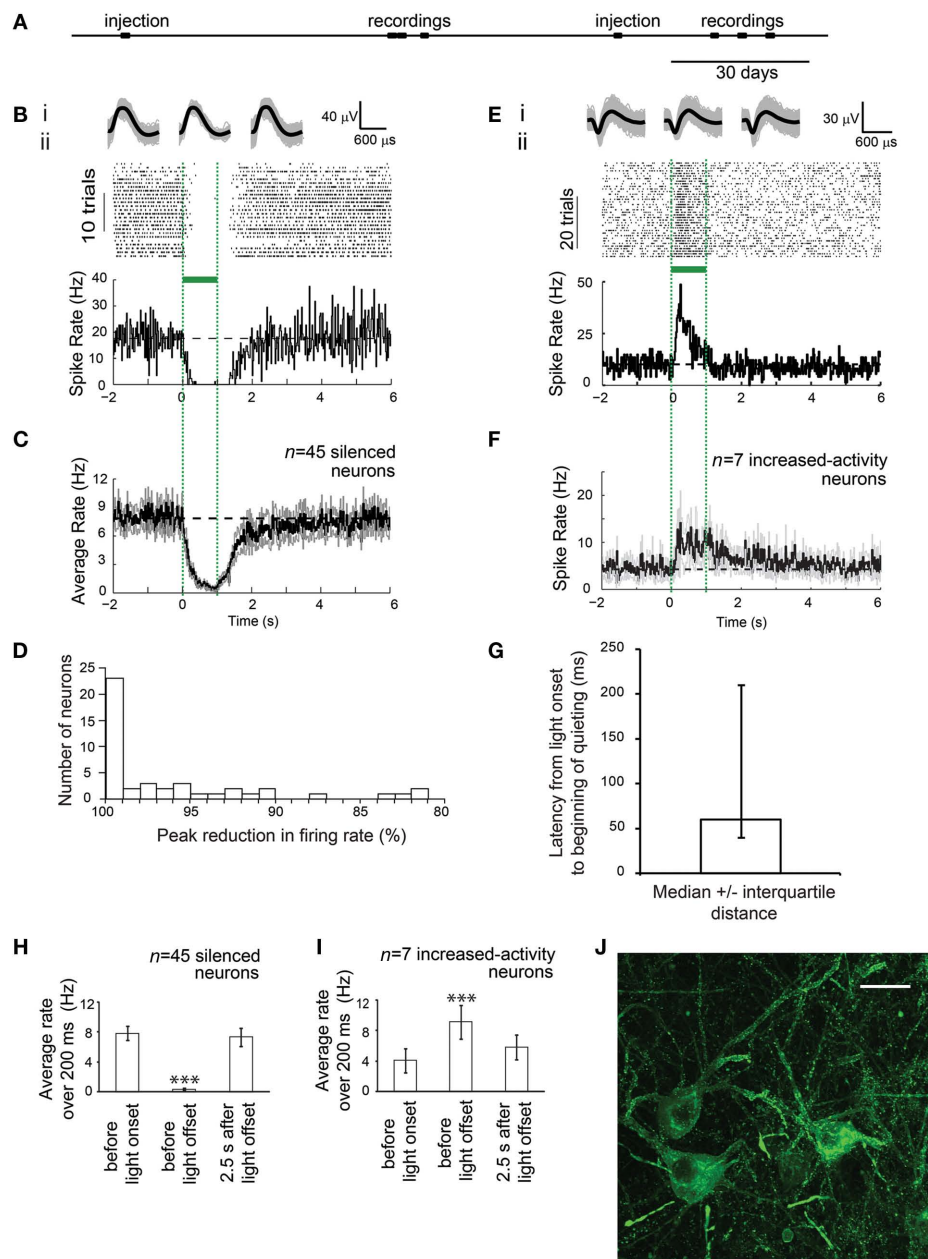 A
injection
recordings
injection
recordings
30 days
B
i
ii
40 µV
600 µs
10 trials
Spike Rate (Hz)
40
30
20
10
0
−2
0
2
4
6
E
i
ii
30 µV
600 µs
20 trials
Spike Rate (Hz)
50
25
0
−2
0
2
4
6
C
n=45 silenced
neurons
Average Rate (Hz)
12
9
6
3
0
−2
0
2
4
6
Time (s)
F
n=7 increased-activity
neurons
Spike Rate (Hz)
20
10
0
−2
0
2
4
6
Time (s)
D
Number of neurons
25
20
15
10
5
0
100
95
90
85
80
Peak reduction in firing rate (%)
G
Latency from light onset
to beginning of quieting (ms)
250
200
150
100
50
0
Median +/- interquartile
distance
H
n=45 silenced
neurons
Average rate
over 200 ms (Hz)
12
8
4
0
***
before
light onset
before
light offset
2.5 s after
light offset
I
n=7 increased-activity
neurons
Average rate
over 200 ms (Hz)
12
8
4
0
***
before
light onset
before
light offset
2.5 s after
light offset
J